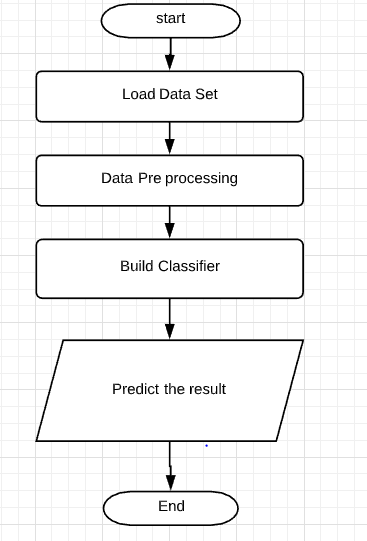 start
Load Data Set
Data Pre processing
Build Classifier
Predict the result
End